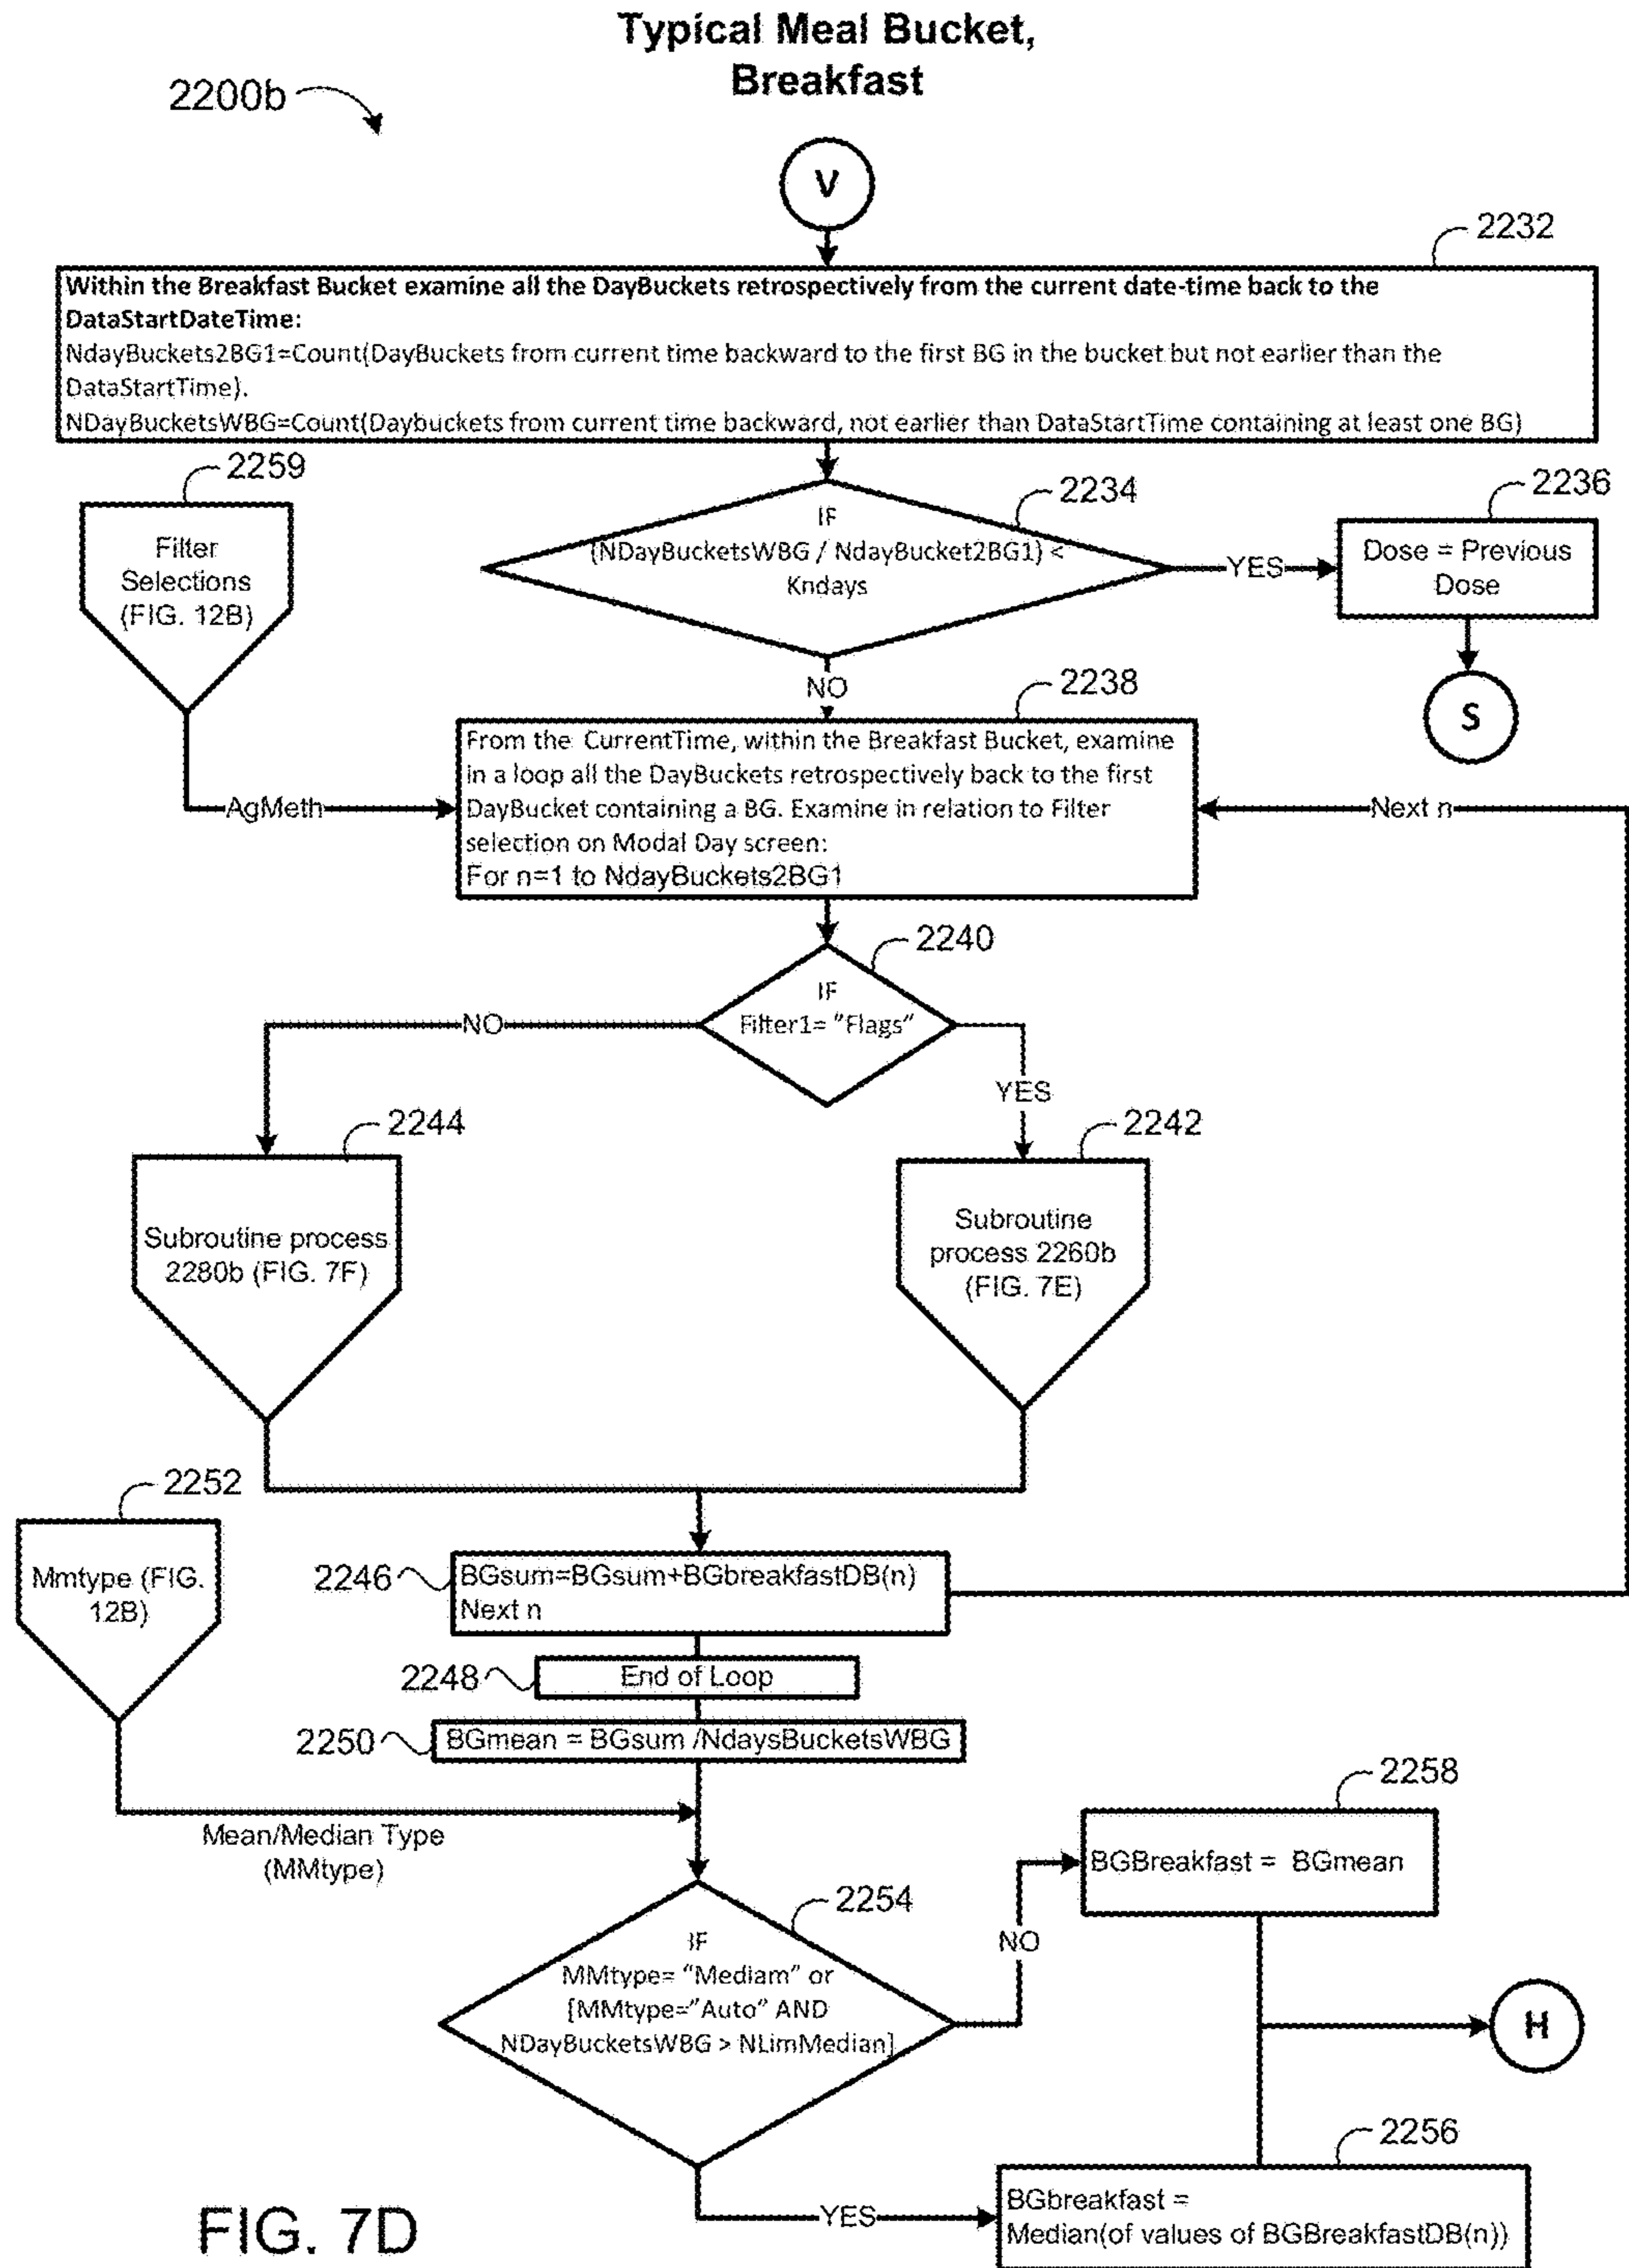 Typical Meal Bucket,
Breakfast
2200b
V
2232
Within the Breakfast Bucket examine all the DayBuckets retrospectively from the current date-time back to the
DataStartDateTime:
NdayBuckets2BG1=Count(DayBuckets from current time backward to the first BG in the bucket but not earlier than the
DataStartTime).
NDayBucketsWBG=Count(Daybuckets from current time backward, not earlier than DataStartTime containing at least one BG)
2259
Filter
Selections
(FIG. 12B)
2234
IF
(NDayBucketsWBG / NdayBucket2BG1) <
Kndays
YES
2236
Dose = Previous
Dose
S
NO
2238
From the CurrentTime, within the Breakfast Bucket, examine
in a loop all the DayBuckets retrospectively back to the first
DayBucket containing a BG. Examine in relation to Filter
selection on Modal Day screen:
For n=1 to NdayBuckets2BG1
AgMeth
Next n
2240
IF
Filter1= "Flags"
NO
YES
2244
Subroutine process
2280b (FIG. 7F)
2242
Subroutine
process 2260b
(FIG. 7E)
2252
Mmtype (FIG.
12B)
2246
BGsum=BGsum+BGbreakfastDB(n)
Next n
2248
End of Loop
2250
BGmean = BGsum /NdaysBucketsWBG
Mean/Median Type
(MMtype)
2254
IF
MMtype= "Mediam" or
[MMtype="Auto" AND
NDayBucketsWBG > NLimMedian]
NO
2258
BGBreakfast = BGmean
H
YES
2256
BGbreakfast =
Median(of values of BGBreakfastDB(n))
FIG. 7D